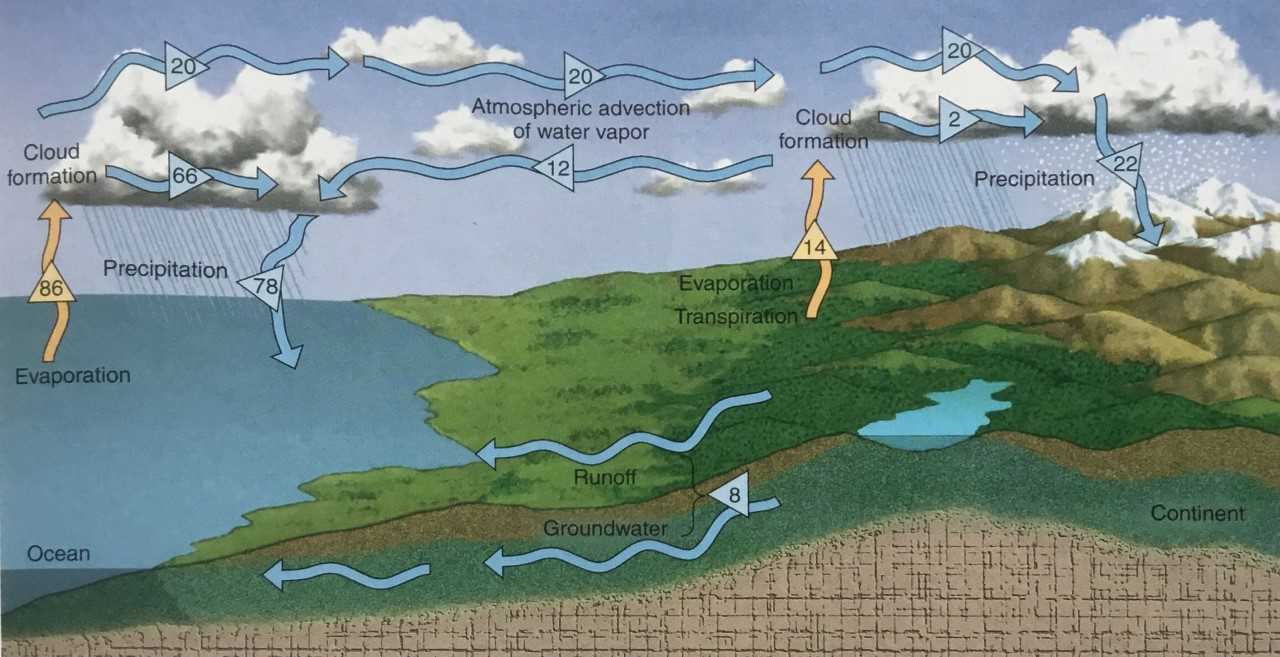 20
20
20
Atmospheric advection
of water vapor
Cloud
formation
2
Cloud
formation
66
12
Precipitation
22
86
Precipitation
78
14
Evaporation
Transpiration
Evaporation
Runoff
8
Groundwater
Continent
Ocean